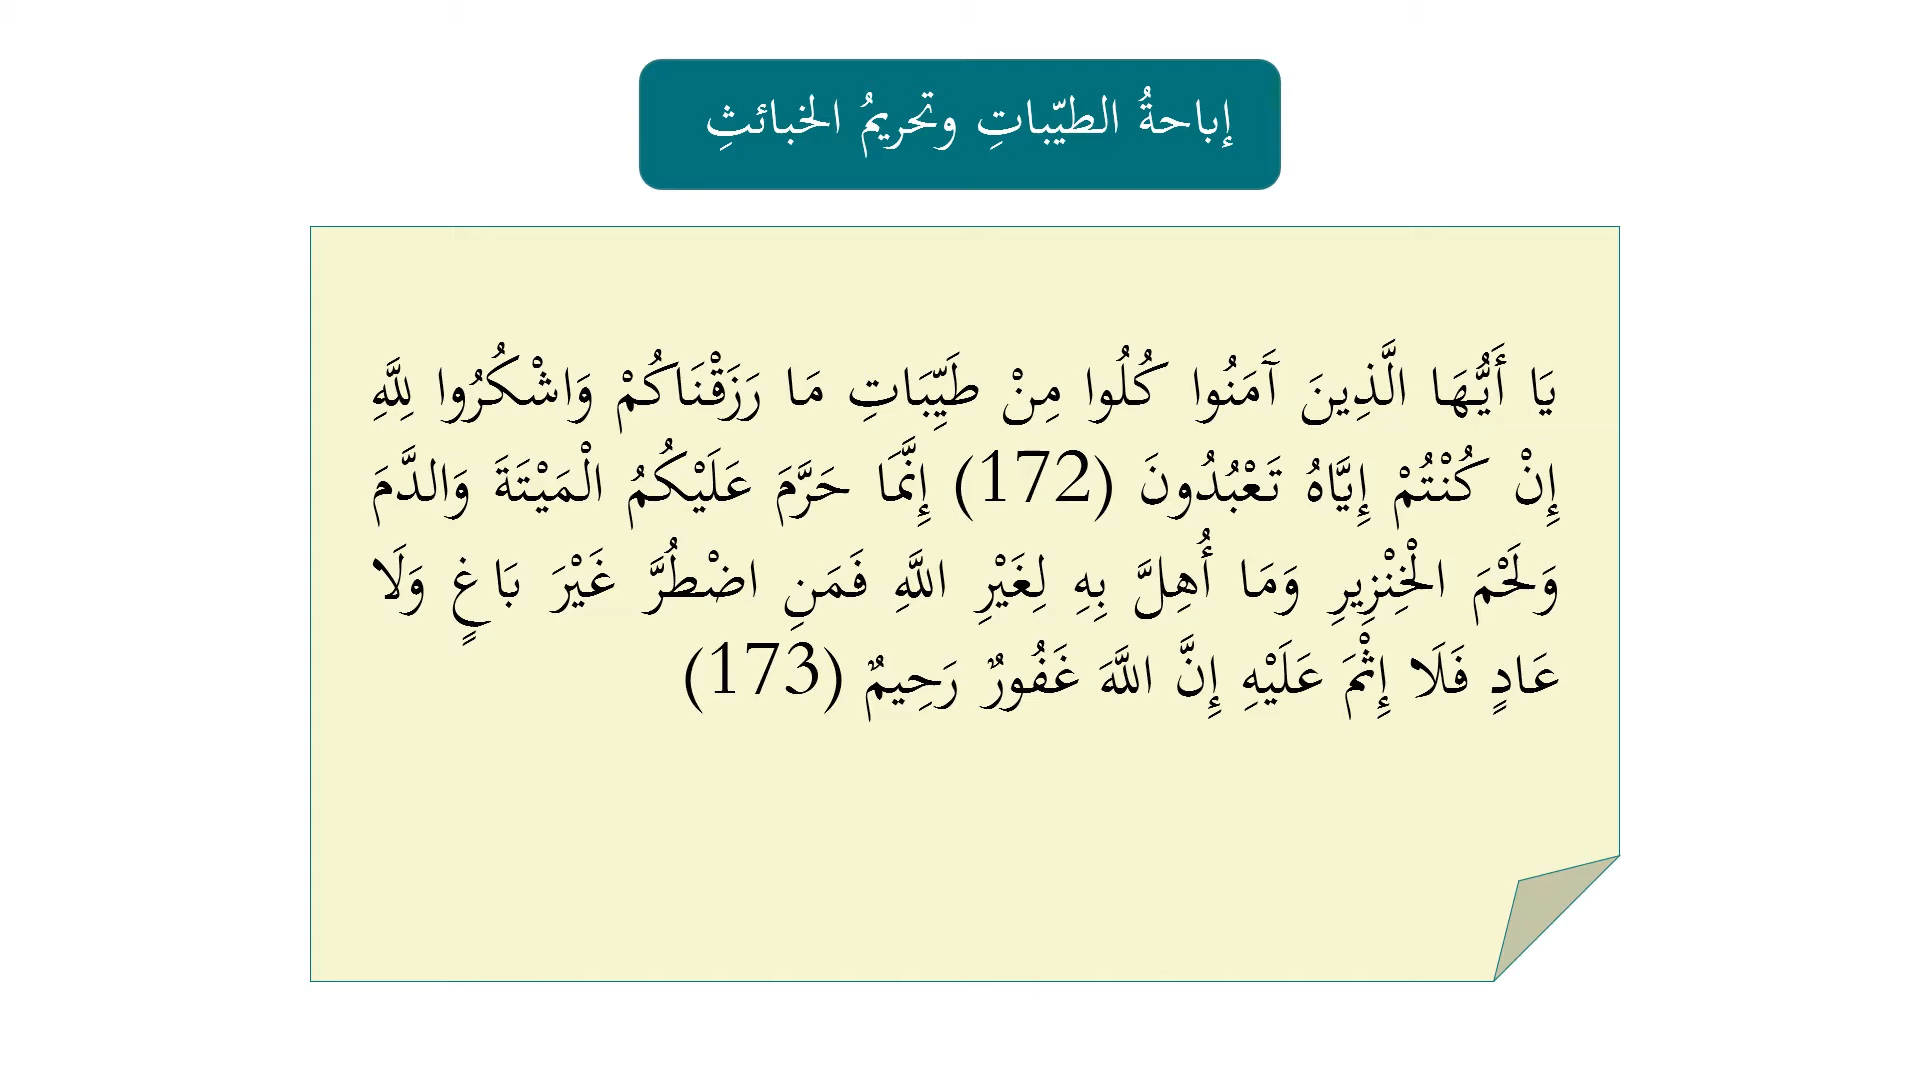 إباحةُ الطيّباتِ وتحريمُ الخبائثِ
يَا أَيُّهَا الَّذِينَ آَمَنُوا كُلُوا مِنْ طَيِّبَاتِ مَا رَزَقْنَاكُمْ وَاشْكُرُوا لِلَّهِ
إِنْ كُنْتُمْ إِيَّاهُ تَعْبُدُونَ (172) إِنَّمَا حَرَّمَ عَلَيْكُمُ الْمَيْتَةَ وَالدَّمَ
وَلَحْمَ الْخِنْزِيرِ وَمَا أُهِلَّ بِهِ لِغَيْرِ اللَّهِ فَمَنِ اضْطُرَّ غَيْرَ بَاغٍ وَلَا
عَادٍ فَلَا إِثْمَ عَلَيْهِ إِنَّ اللَّهَ غَفُورٌ رَحِيمٌ (173)